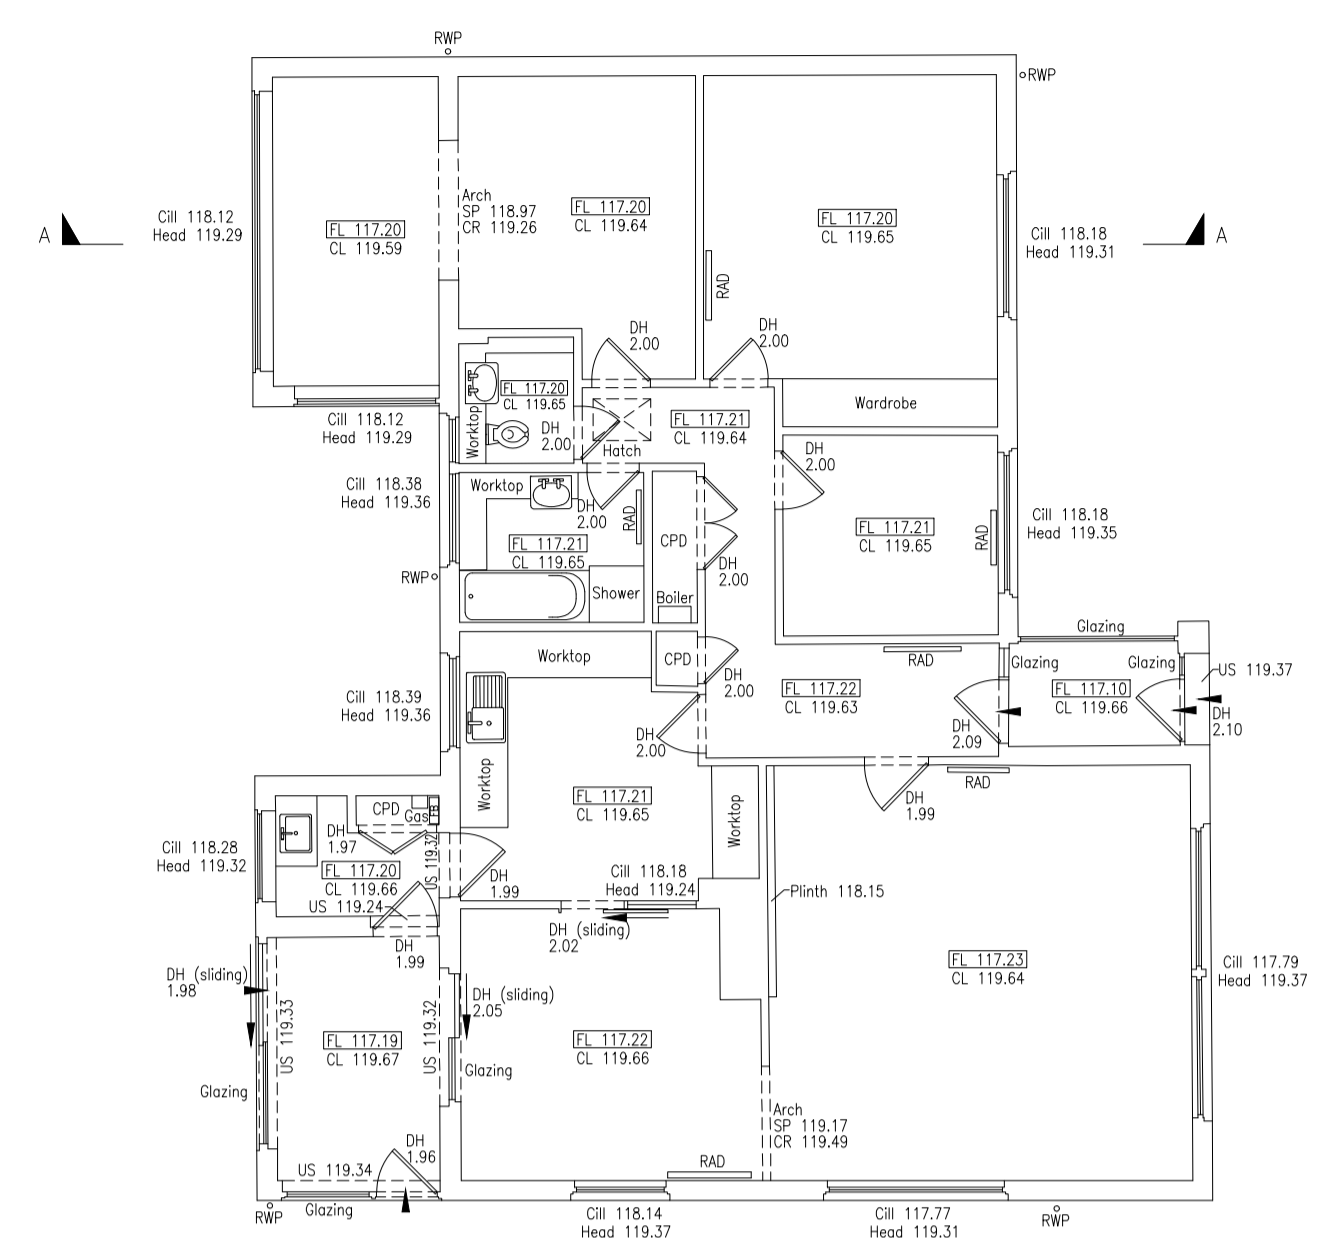 RWP
RWP
Cill 118.12
Head 119.29
A
FL 117.20
CL 119.59
Arch
SP 118.97
CR 119.26
FL 117.20
CL 119.64
FL 117.20
CL 119.65
RAD
Cill 118.18
Head 119.31
A
DH
2.00
DH
2.00
Cill 118.12
Head 119.29
Worktop
FL 117.20
CL 119.65
DH
2.00
Hatch
FL 117.21
CL 119.64
Wardrobe
DH
2.00
Cill 118.38
Head 119.36
Worktop
DH
2.00
RAD
FL 117.21
CL 119.65
Shower
CPD
Boiler
DH
2.00
FL 117.21
CL 119.65
RAD
Cill 118.18
Head 119.35
RWP
Worktop
CPD
DH
2.00
RAD
Glazing
Glazing
Glazing
US 119.37
FL 117.10
CL 119.66
DH
2.10
Cill 118.39
Head 119.36
FL 117.22
CL 119.63
DH
2.00
DH
2.09
Worktop
FL 117.21
CL 119.65
Worktop
RAD
DH
1.99
Cill 118.28
Head 119.32
CPD
Gas
FB
DH
1.97
US 119.32
FL 117.20
CL 119.66
US 119.24
DH
1.99
Cill 118.18
Head 119.24
Plinth 118.15
DH (sliding)
2.02
DH
1.99
DH (sliding)
1.98
DH (sliding)
2.05
FL 117.23
CL 119.64
Cill 117.79
Head 119.37
US 119.33
US 119.32
FL 117.19
CL 119.67
FL 117.22
CL 119.66
Glazing
Glazing
Arch
SP 119.17
CR 119.49
DH
1.96
US 119.34
RAD
RWP
Glazing
Cill 118.14
Head 119.37
Cill 117.77
Head 119.31
RWP